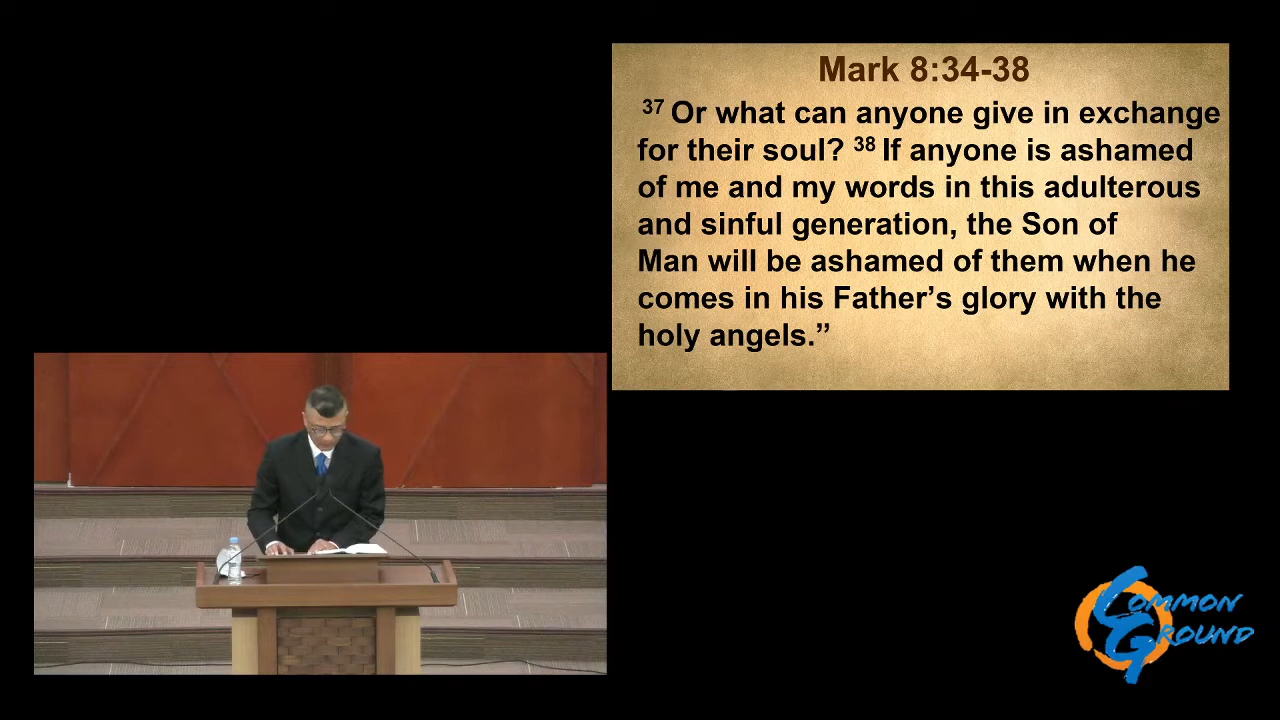 Mark 8:34-38
37 Or what can anyone give in exchange
for their soul? 38 If anyone is ashamed
of me and my words in this adulterous
and sinful generation, the Son of
Man will be ashamed of them when he
comes in his Father’s glory with the
holy angels.”
COMMON
GROUND